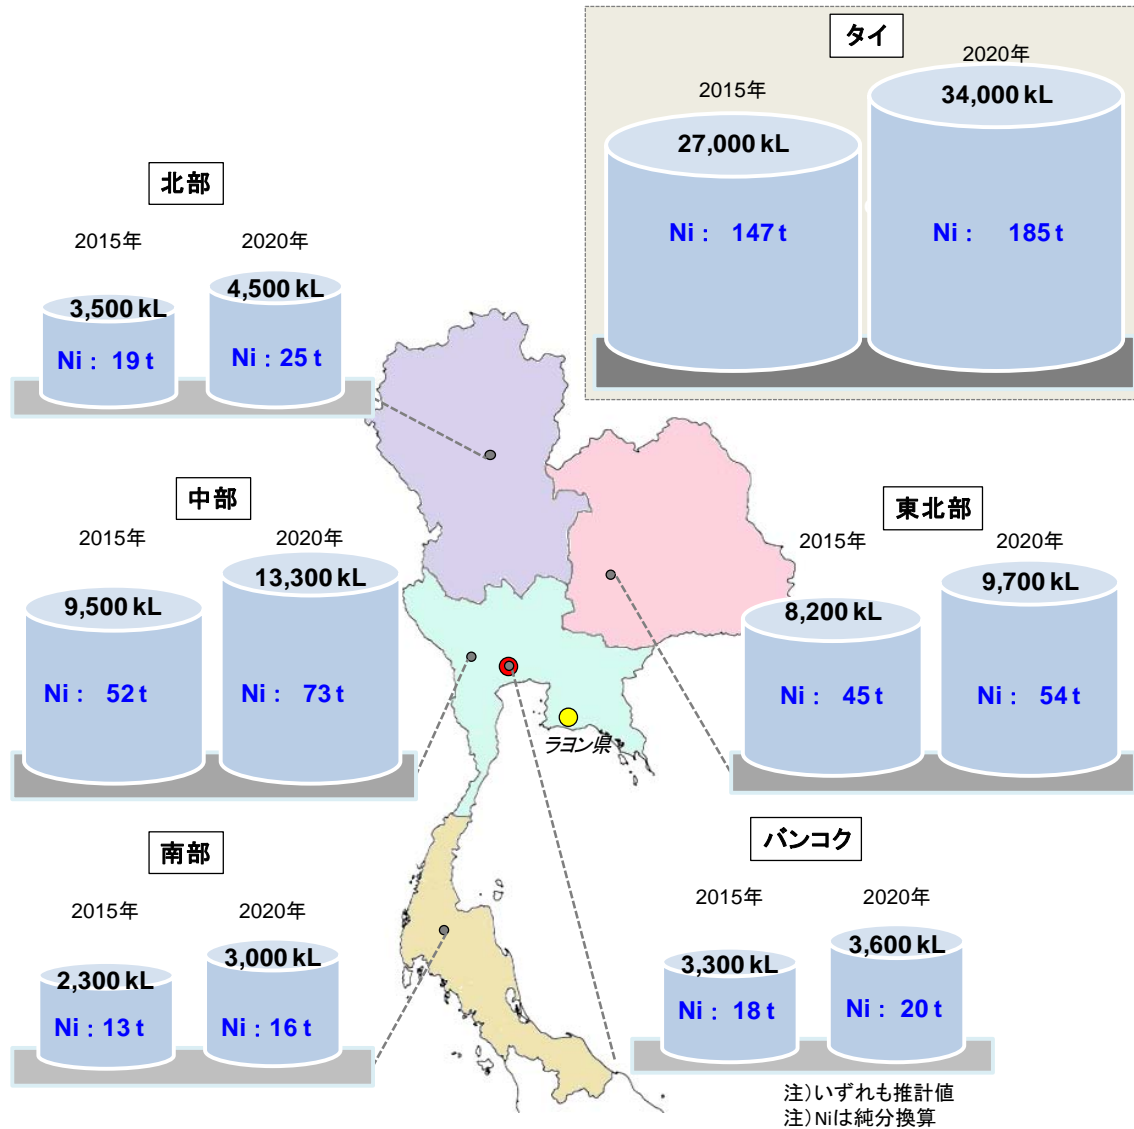 タイ
2015年
2020年
27,000 kL
34,000 kL
Ni： 147 t
Ni： 185 t
北部
2015年
2020年
3,500 kL
4,500 kL
Ni： 19 t
Ni：25 t
中部
2015年
2020年
9,500 kL
13,300 kL
Ni： 52 t
Ni： 73 t
東北部
2015年
2020年
8,200 kL
9,700 kL
Ni： 45 t
Ni： 54 t
ラヨン県
南部
2015年
2020年
2,300 kL
3,000 kL
Ni：13 t
Ni：16 t
バンコク
2015年
2020年
3,300 kL
3,600 kL
Ni：18 t
Ni：20 t
注）いずれも推計値
注）Niは純分換算